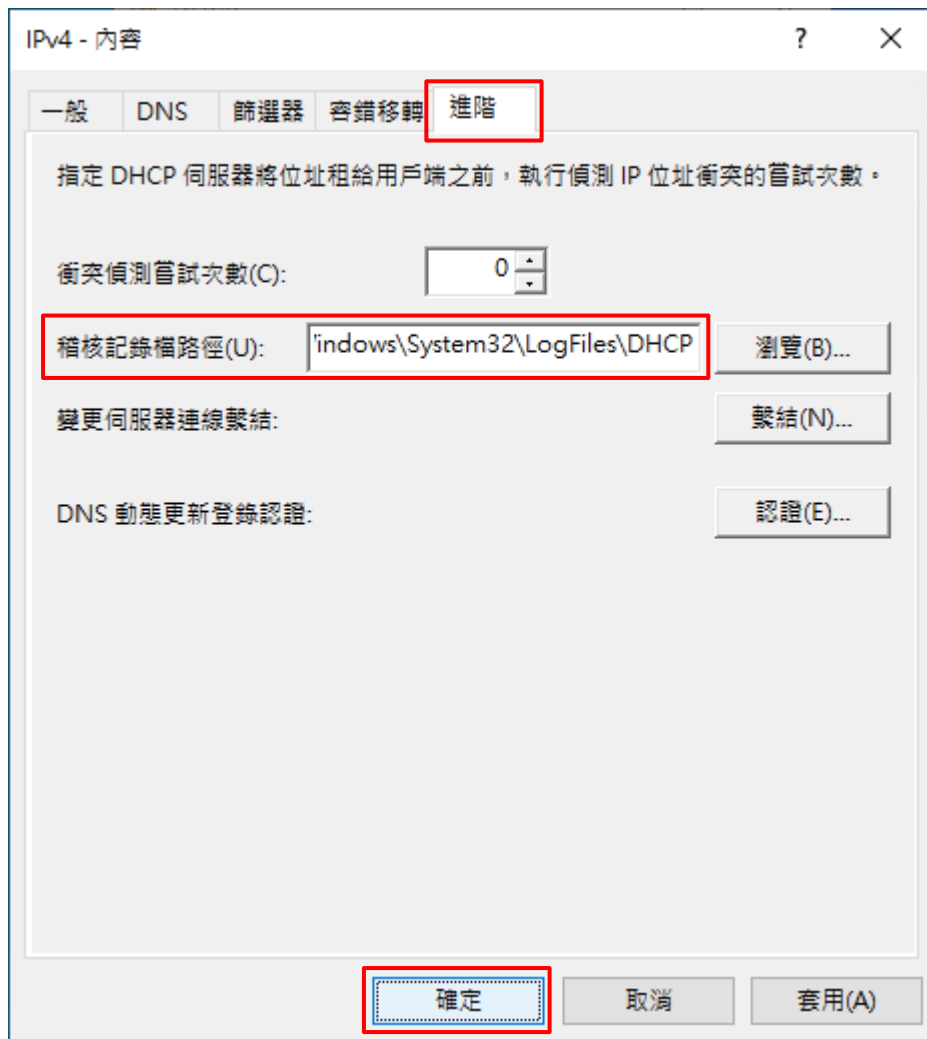 IPv4 - 內容
一般 DNS 篩選器 容錯移轉 進階
指定 DHCP 伺服器將位址租給用戶端之前，執行偵測 IP 位址衝突的嘗試次數。
衝突偵測嘗試次數(C): 0
稽核記錄檔路徑(U): indows\System32\LogFiles\DHCP 瀏覽(B)...
變更伺服器連線繫結: 繫結(N)...
DNS 動態更新登錄認證: 認證(E)...
確定 取消 套用(A)